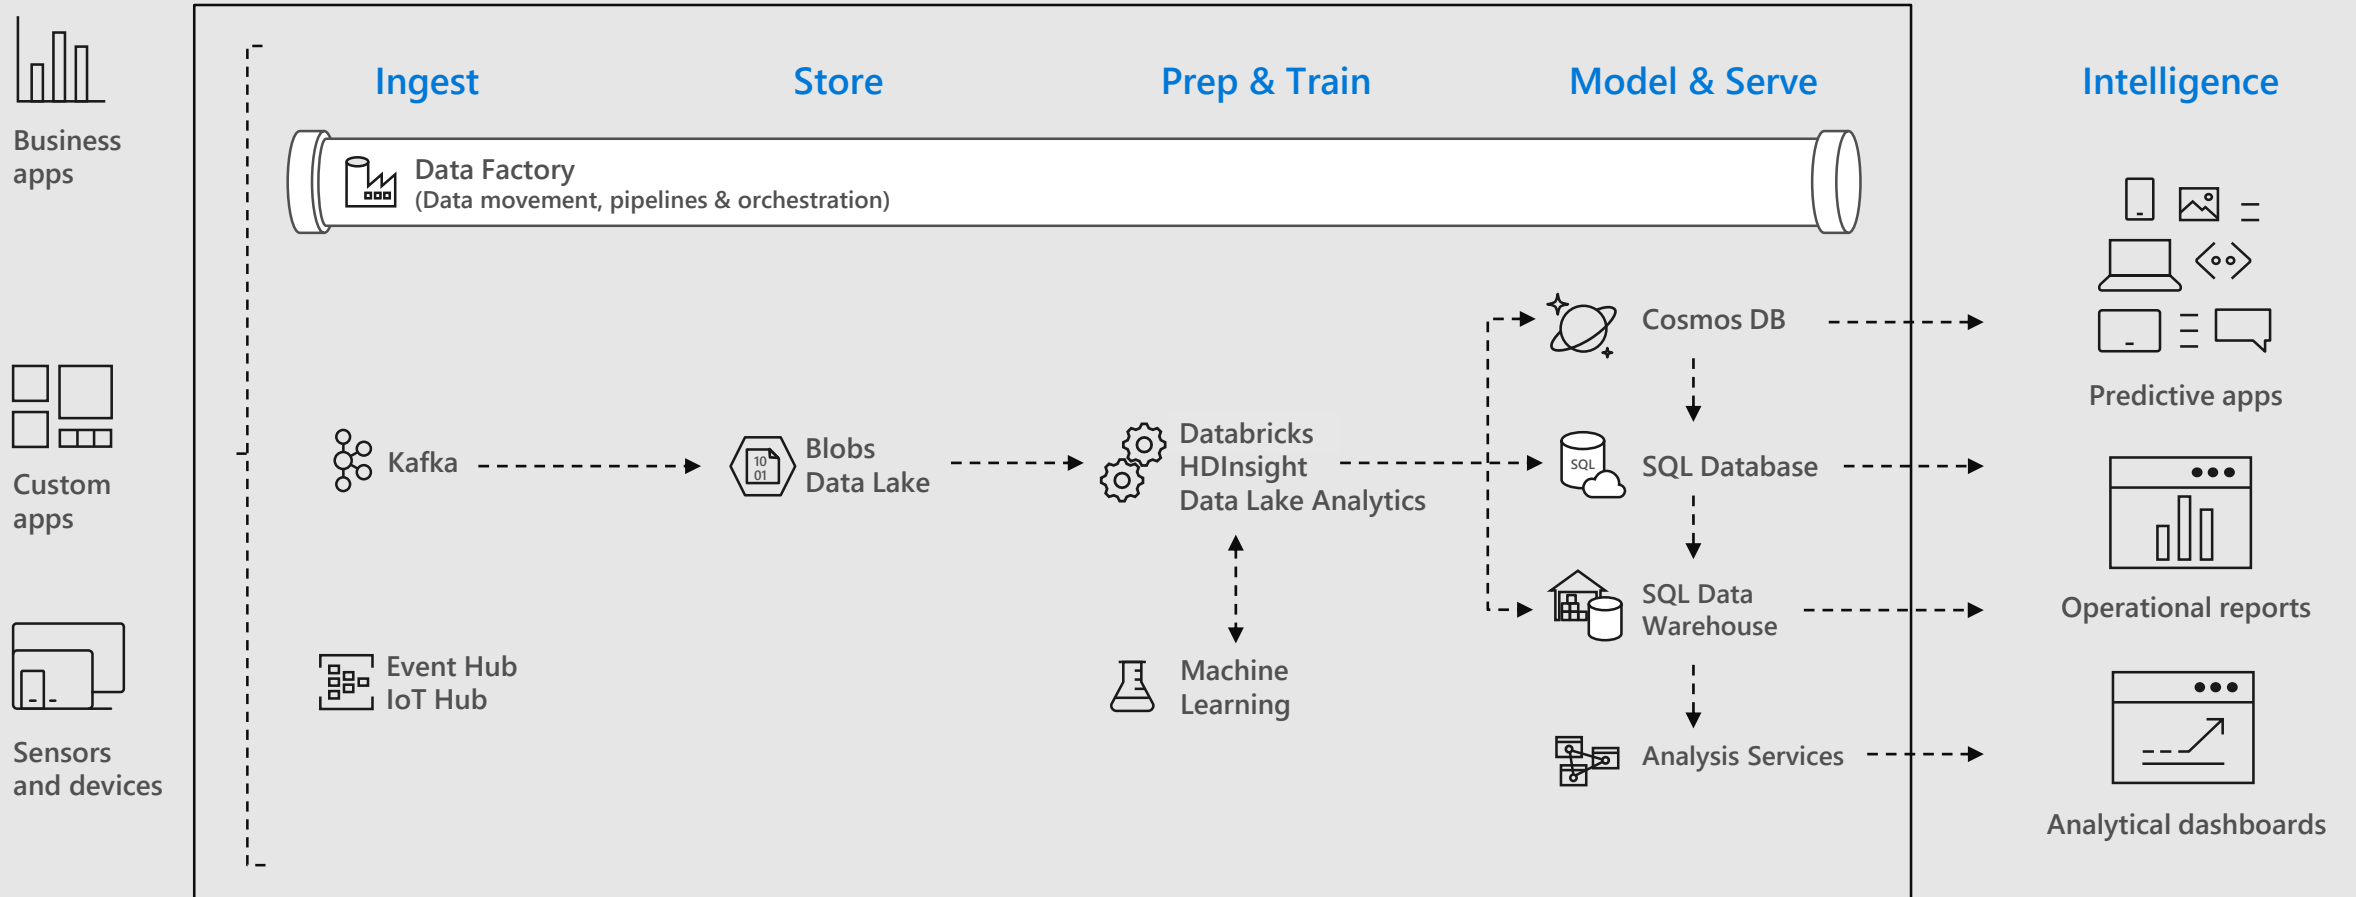 Business
apps
Custom
apps
Sensors
and devices
Ingest
Store
Prep & Train
Model & Serve
Intelligence
Data Factory
(Data movement, pipelines & orchestration)
Kafka
Event Hub
IoT Hub
10
01
Blobs
Data Lake
Databricks
HDInsight
Data Lake Analytics
Machine
Learning
Cosmos DB
SQL
SQL Database
SQL Data
Warehouse
Analysis Services
Predictive apps
Operational reports
Analytical dashboards